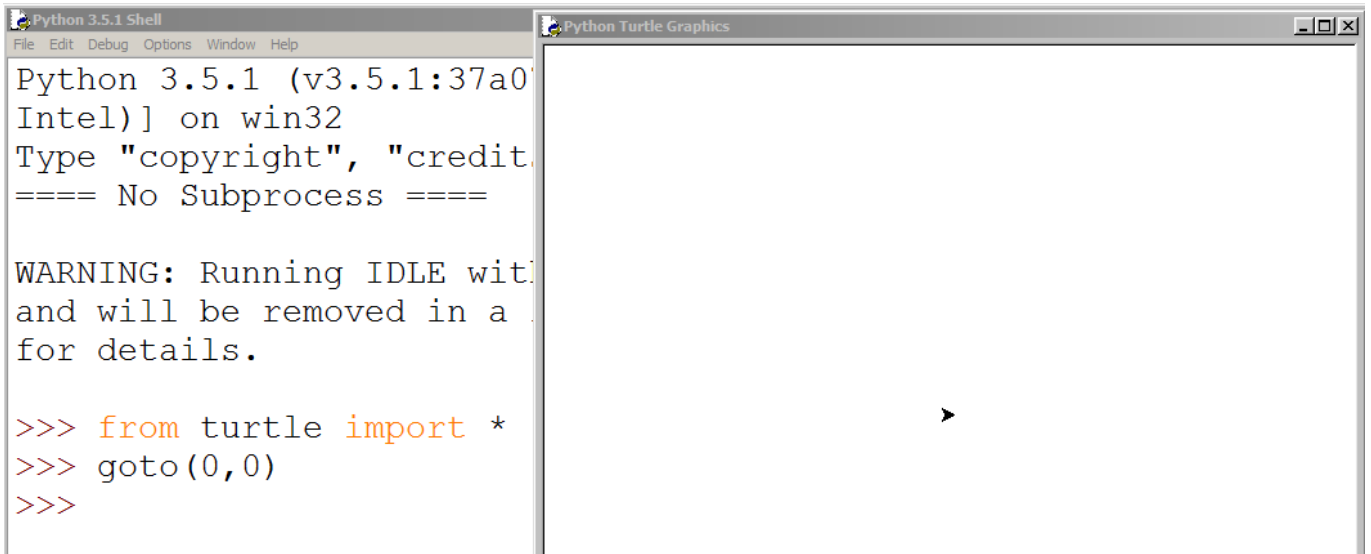 Python 3.5.1 Shell
File Edit Debug Options Window Help
Python 3.5.1 (v3.5.1:37a0
Intel)] on win32
Type "copyright", "credit
==== No Subprocess ====
WARNING: Running IDLE wit
and will be removed in a
for details.
>>> from turtle import *
>>> goto(0,0)
>>>
Python Turtle Graphics